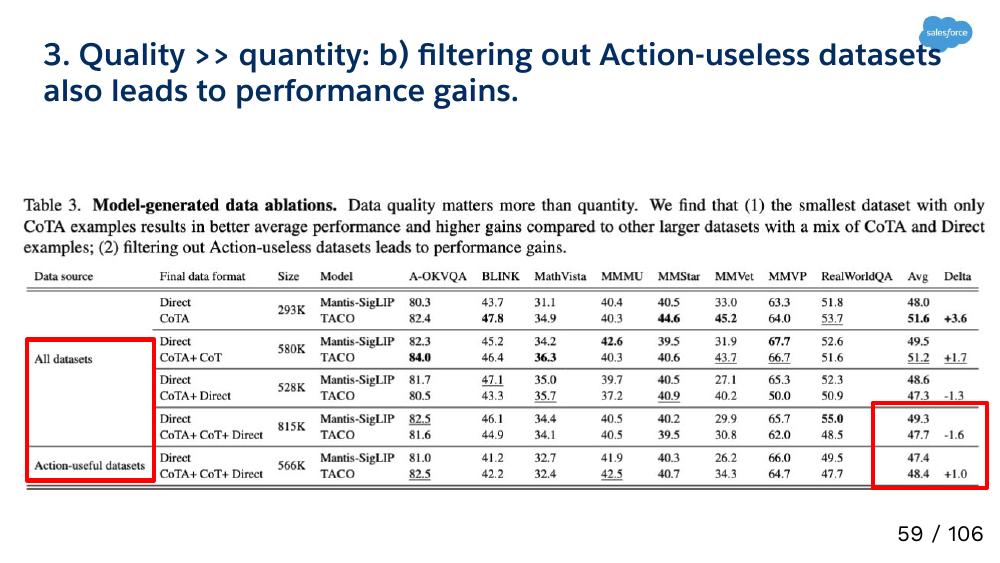 salesforce
3. Quality >> quantity: b) filtering out Action-useless datasets
also leads to performance gains.
Table 3. Model-generated data ablations. Data quality matters more than quantity. We find that (1) the smallest dataset with only
CoTA examples results in better average performance and higher gains compared to other larger datasets with a mix of CoTA and Direct
examples; (2) filtering out Action-useless datasets leads to performance gains.
Data source Final data format Size Model A-OKVQA BLINK MathVista MMMU MMStar MMVet MMVP RealWorldQA Avg Delta
Direct 293K Mantis-SigLIP 80.3 43.7 31.1 40.4 40.5 33.0 63.3 51.8 48.0
CoTA TACO 82.4 47.8 34.9 40.3 44.6 45.2 64.0 53.7 51.6 +3.6
All datasets
Direct 580K Mantis-SigLIP 82.3 45.2 34.2 42.6 39.5 31.9 67.7 52.6 49.5
CoTA+ CoT TACO 84.0 46.4 36.3 40.3 40.6 43.7 66.7 51.6 51.2 +1.7
Direct 528K Mantis-SigLIP 81.7 47.1 35.0 39.7 40.5 27.1 65.3 52.3 48.6
CoTA+ Direct TACO 80.5 43.3 35.7 37.2 40.9 40.2 50.0 50.9 47.3 -1.3
Direct 815K Mantis-SigLIP 82.5 46.1 34.4 40.5 40.2 29.9 65.7 55.0 49.3
CoTA+ CoT+ Direct TACO 81.6 44.9 34.1 40.5 39.5 30.8 62.0 48.5 47.7 -1.6
Action-useful datasets
Direct 566K Mantis-SigLIP 81.0 41.2 32.7 41.9 40.3 26.2 66.0 49.5 47.4
CoTA+ CoT+ Direct TACO 82.5 42.2 32.4 42.5 40.7 34.3 64.7 47.7 48.4 +1.0
59 / 106